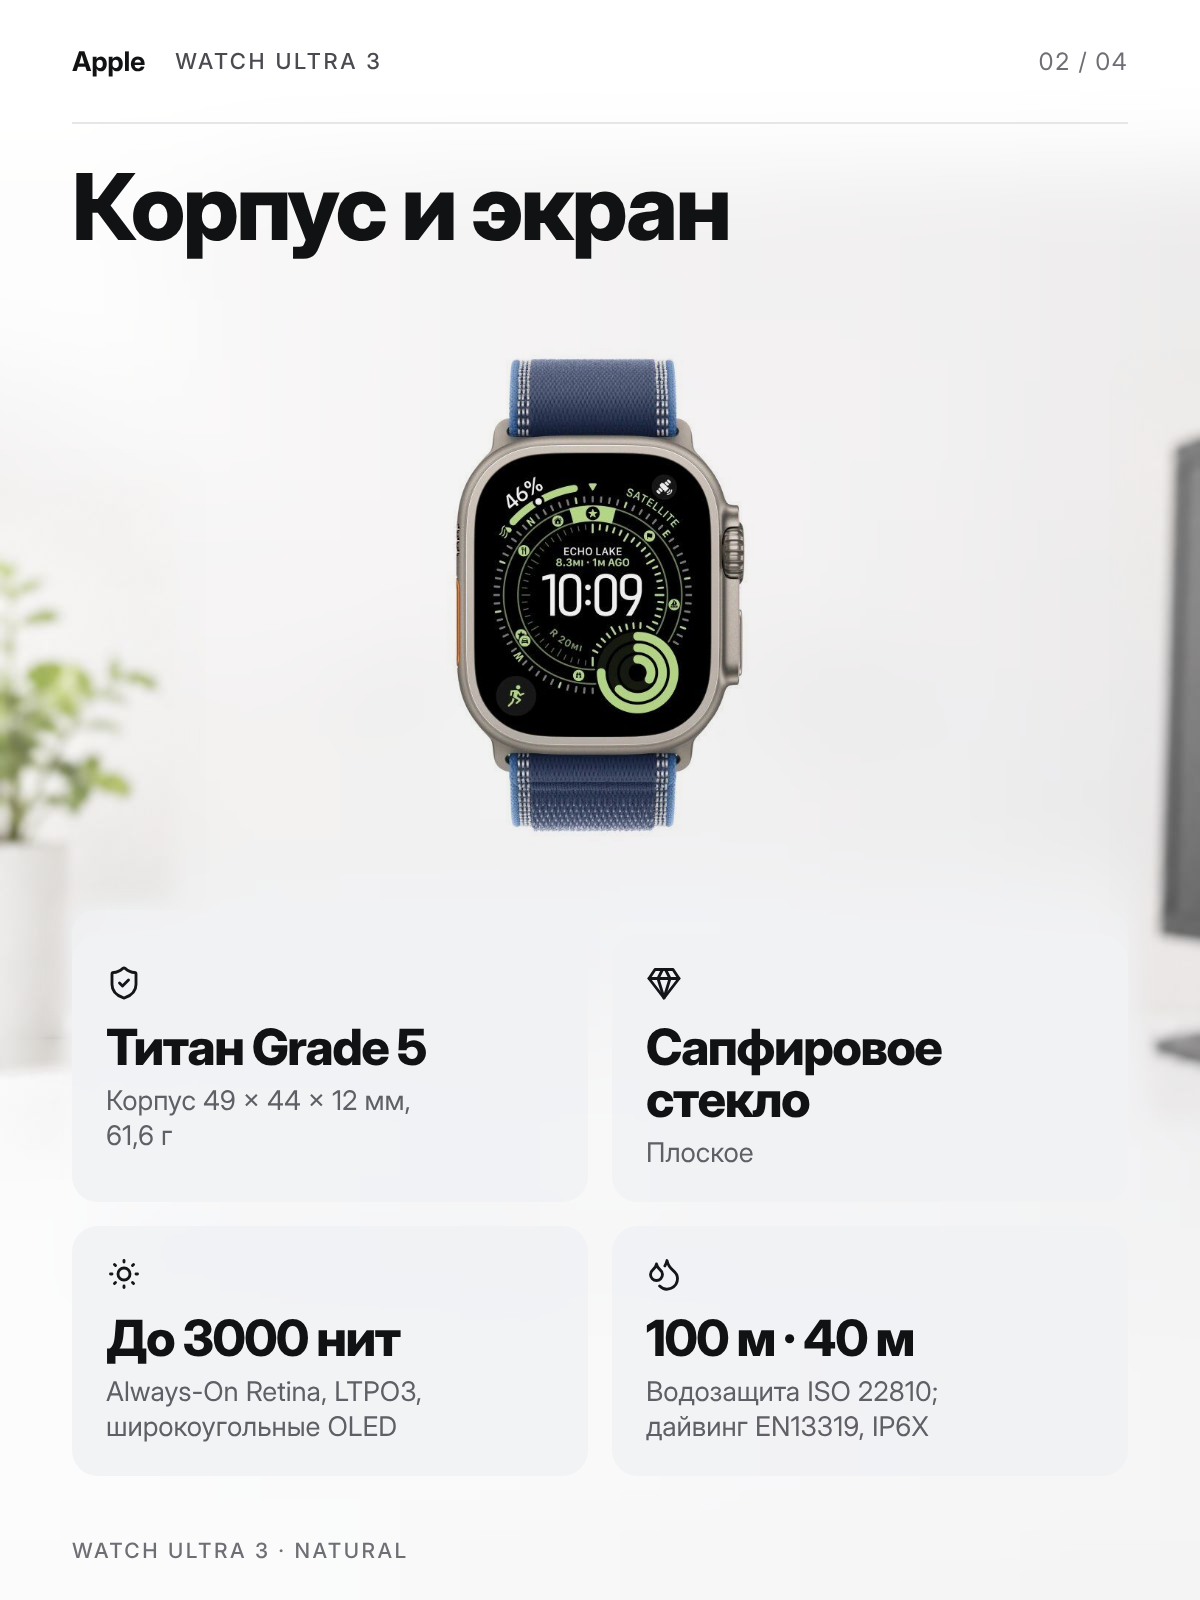 Apple WATCH ULTRA 3 02 / 04
Корпус и экран
46%
SATELLITE
N
E
ECHO LAKE
8.3MI · 1M AGO
10:09
R 20MI
W
Титан Grade 5
Корпус 49 × 44 × 12 мм,
61,6 г
Сапфировое
стекло
Плоское
До 3000 нит
Always-On Retina, LTPO3,
широкоугольные OLED
100 м · 40 м
Водозащита ISO 22810;
дайвинг EN13319, IP6X
WATCH ULTRA 3 · NATURAL